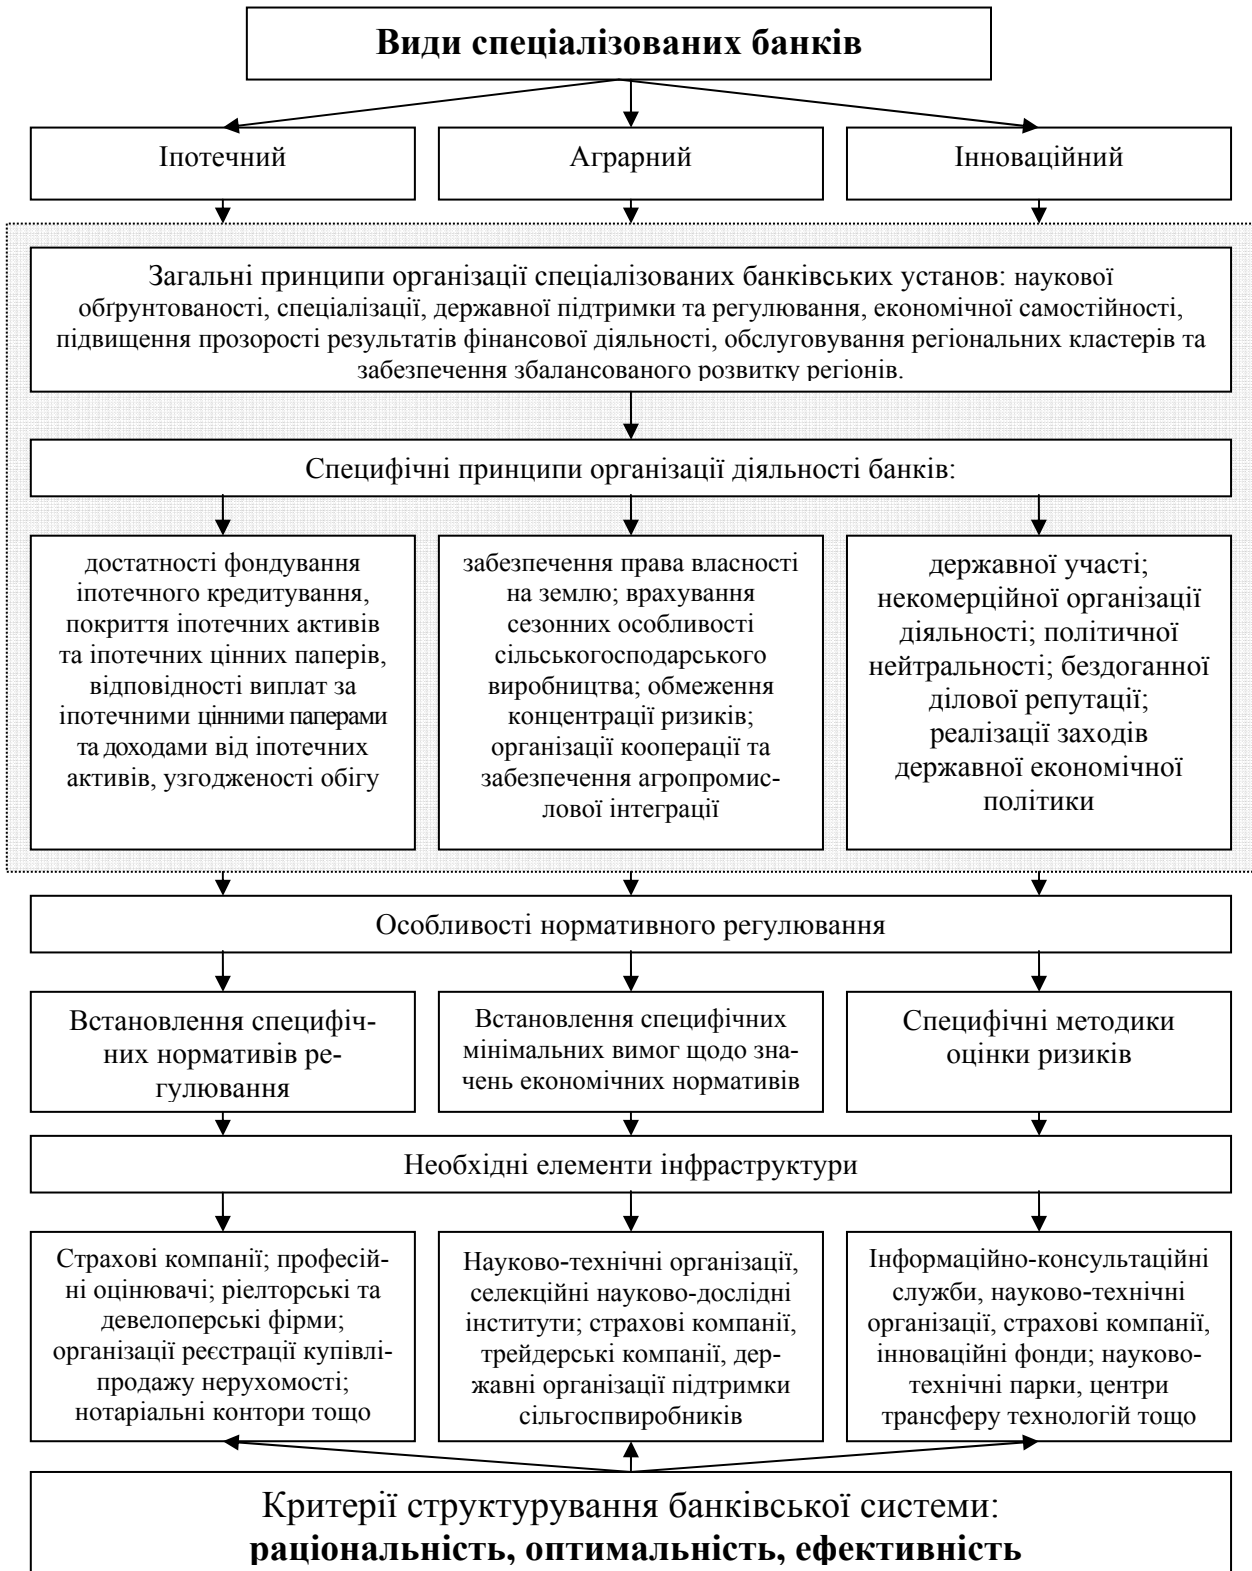 Види спеціалізованих банків
Іпотечний
Аграрний
Інноваційний
Загальні принципи організації спеціалізованих банківських установ: наукової
обґрунтованості, спеціалізації, державної підтримки та регулювання, економічної самостійності,
підвищення прозорості результатів фінансової діяльності, обслуговування регіональних кластерів та
забезпечення збалансованого розвитку регіонів.
Специфічні принципи організації діяльності банків:
достатності фондування
іпотечного кредитування,
покриття іпотечних активів
та іпотечних цінних паперів,
відповідності виплат за
іпотечними цінними паперами
та доходами від іпотечних
активів, узгодженості обігу
забезпечення права власності
на землю; врахування
сезонних особливості
сільськогосподарського
виробництва; обмеження
концентрації ризиків;
організації кооперації та
забезпечення агропромис-
лової інтеграції
державної участі;
некомерційної організації
діяльності; політичної
нейтральності; бездоганної
ділової репутації;
реалізації заходів
державної економічної
політики
Особливості нормативного регулювання
Встановлення специфіч-
них нормативів ре-
гулювання
Встановлення специфічних
мінімальних вимог щодо зна-
чень економічних нормативів
Специфічні методики
оцінки ризиків
Необхідні елементи інфраструктури
Страхові компанії; професій-
ні оцінювачі; ріелторські та
девелоперські фірми;
організації реєстрації купівлі-
продажу нерухомості;
нотаріальні контори тощо
Науково-технічні організації,
селекційні науково-дослідні
інститути; страхові компанії,
трейдерські компанії, дер-
жавні організації підтримки
сільгоспвиробників
Інформаційно-консультаційні
служби, науково-технічні
організації, страхові компанії,
інноваційні фонди; науково-
технічні парки, центри
трансферу технологій тощо
Критерії структурування банківської системи:
раціональність, оптимальність, ефективність